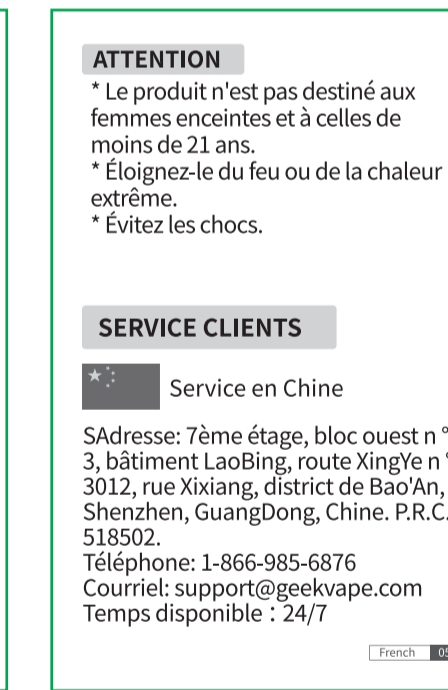 ATTENTION
* Le produit n'est pas destiné aux
femmes enceintes et à celles de
moins de 21 ans.
* Éloignez-le du feu ou de la chaleur
extrême.
* Évitez les chocs.
SERVICE CLIENTS
Service en Chine
SAdresse: 7ème étage, bloc ouest n °
3, bâtiment LaoBing, route XingYe n °
3012, rue Xixiang, district de Bao'An,
Shenzhen, GuangDong, Chine. P.R.C.
518502.
Téléphone: 1-866-985-6876
Courriel: support@geekvape.com
Temps disponible : 24/7
French 05